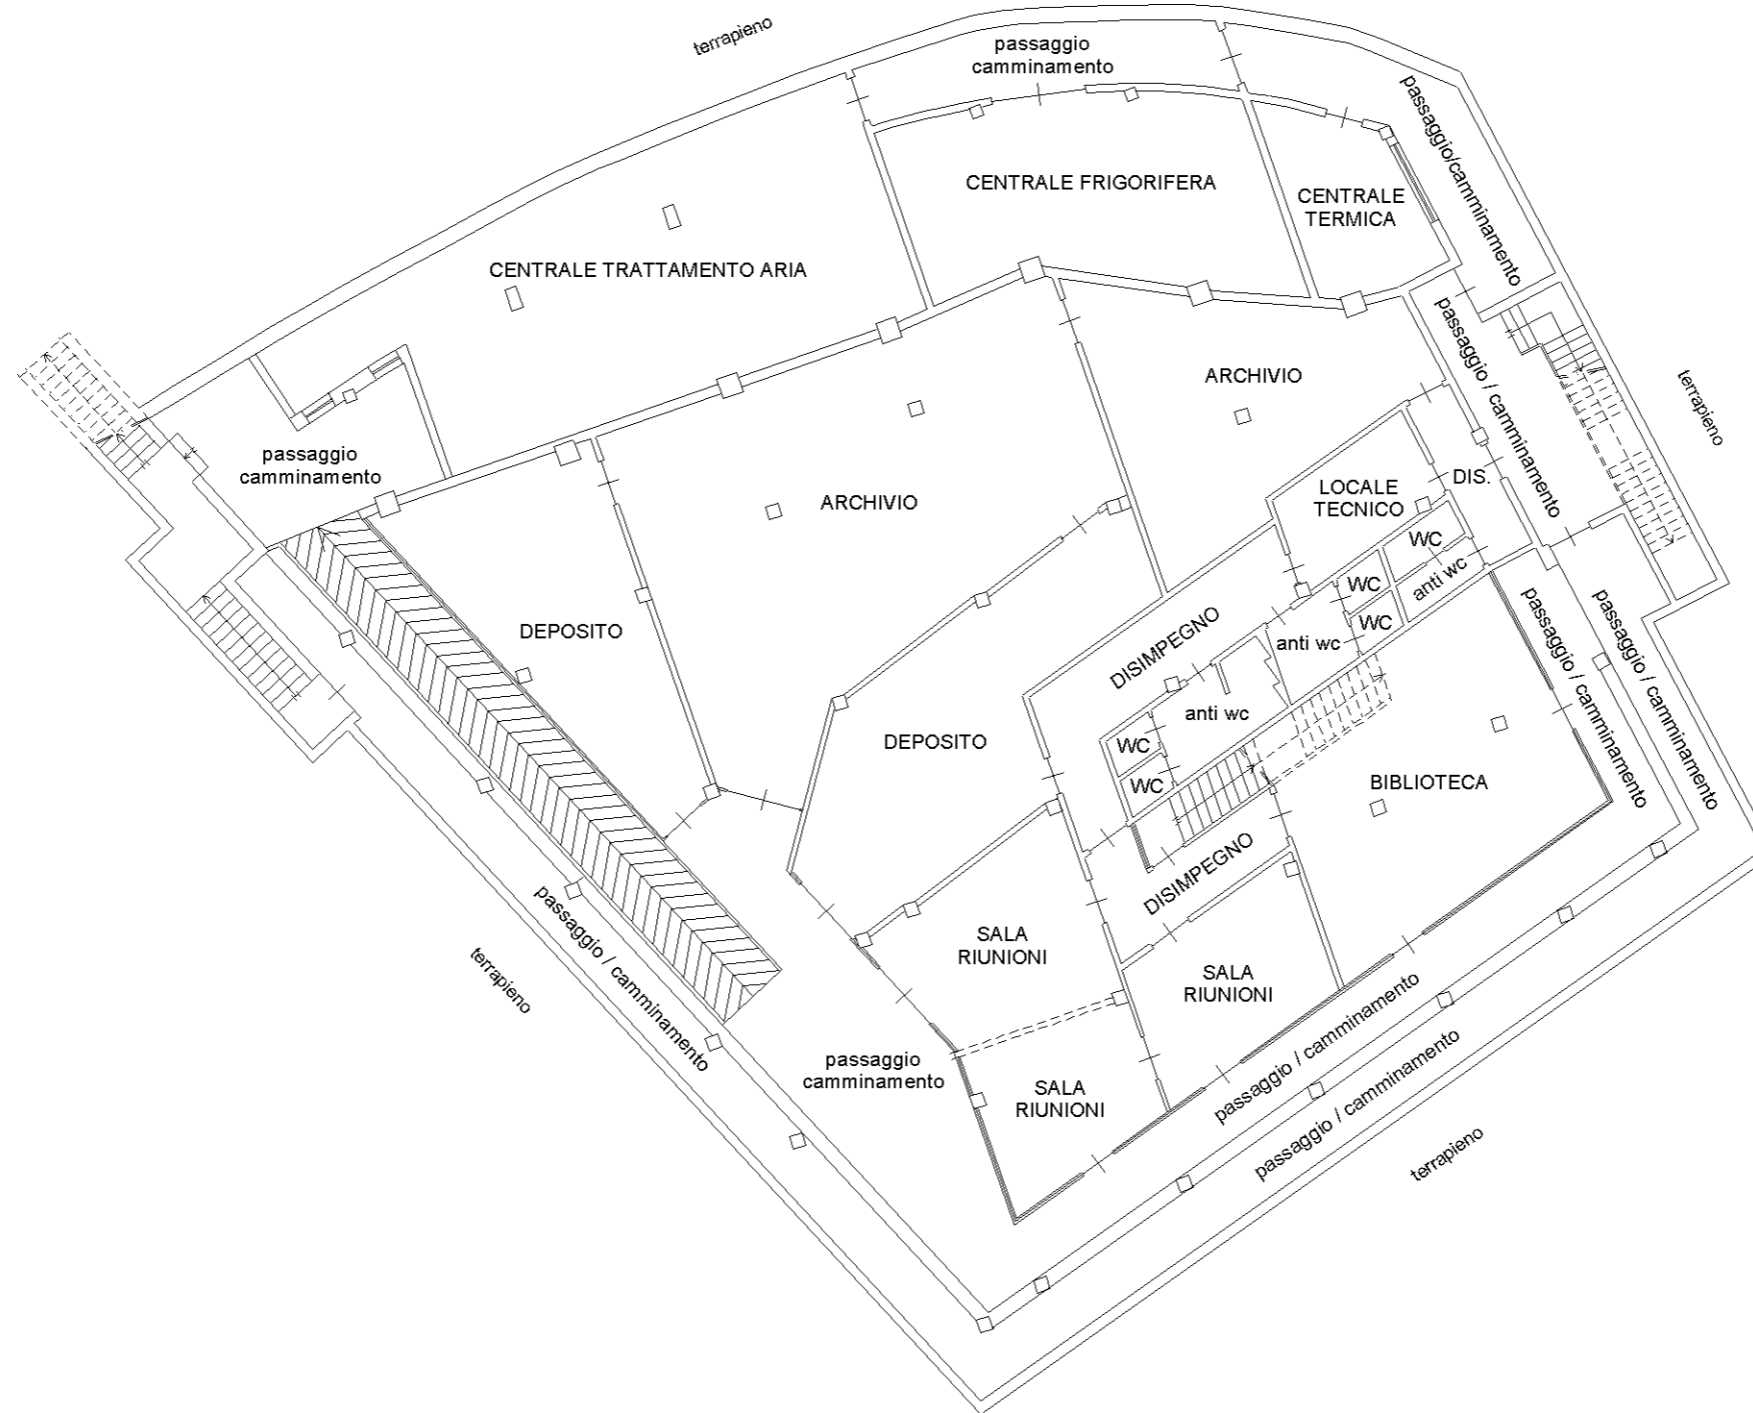 terrapieno
passaggio
camminamento
passaggio/camminamento
CENTRALE FRIGORIFERA
CENTRALE
TERMICA
CENTRALE TRATTAMENTO ARIA
passaggio / camminamento
terrapieno
ARCHIVIO
passaggio
camminamento
DIS.
LOCALE
TECNICO
ARCHIVIO
WC
anti wc
WC
WC
DEPOSITO
DISIMPEGNO
anti wc
passaggio / camminamento
passaggio / camminamento
anti wc
DEPOSITO
WC
WC
BIBLIOTECA
DISIMPEGNO
passaggio / camminamento
terrapieno
SALA
RIUNIONI
SALA
RIUNIONI
passaggio
camminamento
SALA
RIUNIONI
passaggio / camminamento
passaggio / camminamento
terrapieno